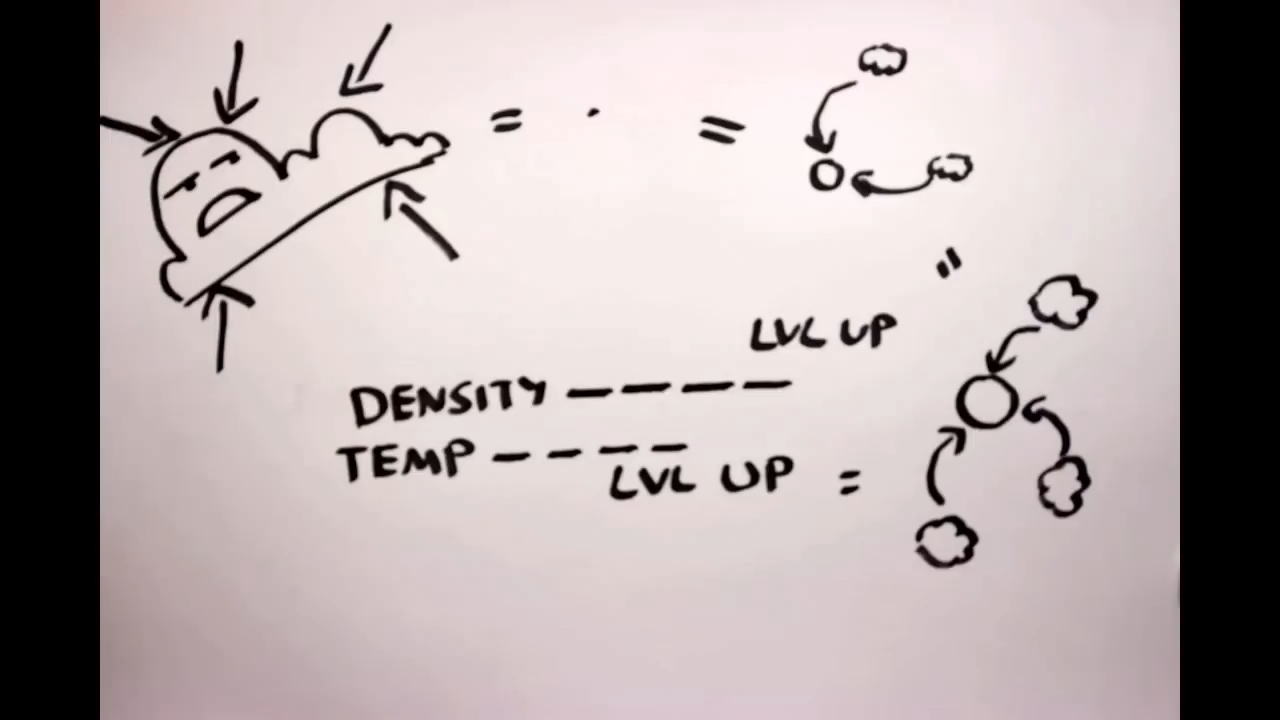 LVL UP
DENSITY ----
TEMP ----
LVL UP =